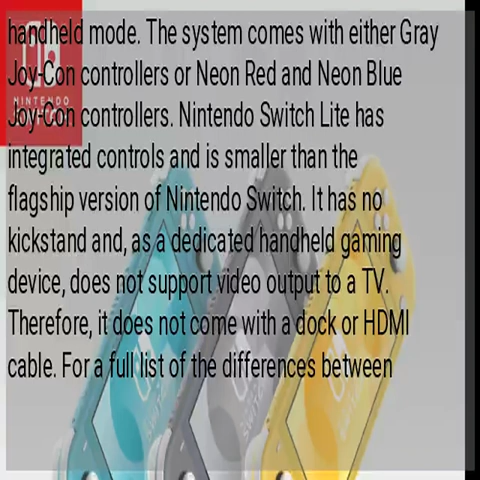 handheld mode. The system comes with either Gray
Joy-Con controllers or Neon Red and Neon Blue
Joy-Con controllers. Nintendo Switch Lite has
integrated controls and is smaller than the
flagship version of Nintendo Switch. It has no
kickstand and, as a dedicated handheld gaming
device, does not support video output to a TV.
Therefore, it does not come with a dock or HDMI
cable. For a full list of the differences between
NINTENDO